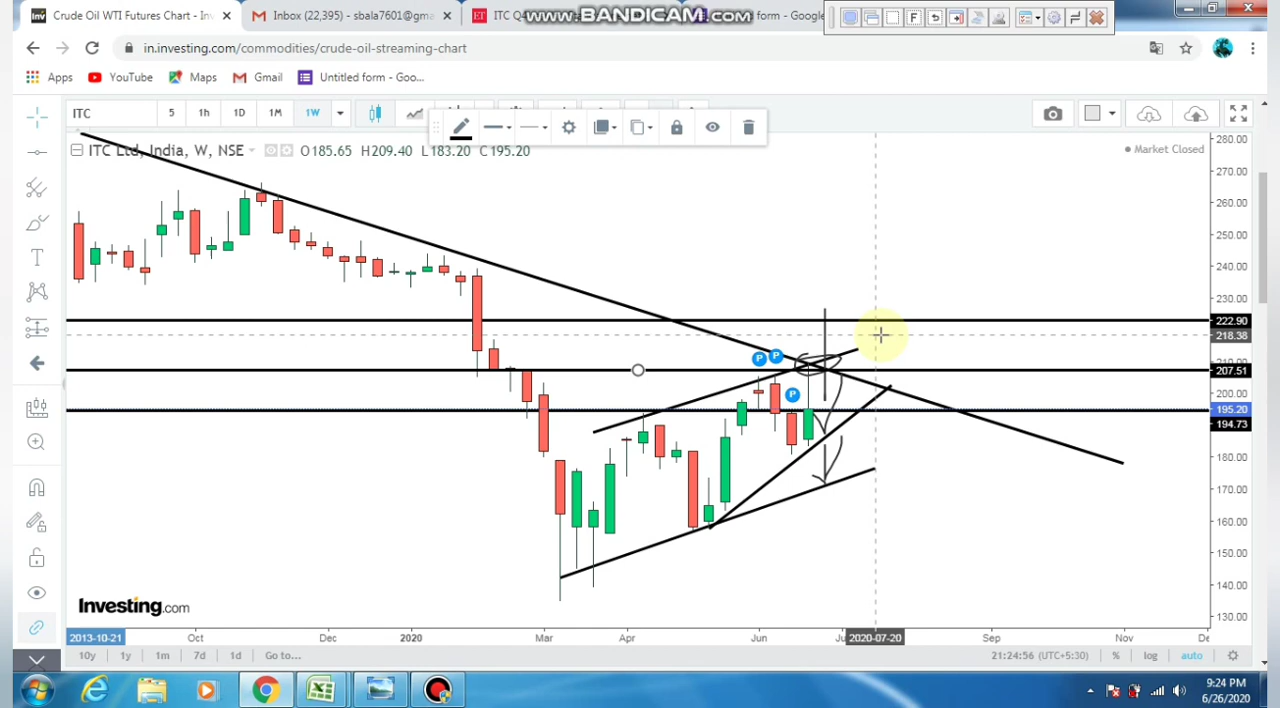 Crude Oil WTI Futures Chart - Inv
Inbox (22,395) - sbala7601@gma
ITC Q
www.BANDICAM.com
form - Google
in.investing.com/commodities/crude-oil-streaming-chart
Apps YouTube Maps Gmail Untitled form - Goo...
ITC 5 1h 1D 1M 1W
ITC Ltd, India, W, NSE O185.65 H209.40 L183.20 C195.20
Market Closed
280.00
270.00
260.00
250.00
240.00
230.00
222.90
218.38
210.00
207.51
200.00
195.20
194.73
180.00
170.00
160.00
150.00
140.00
130.00
P P
P
Investing.com
2013-10-21 Oct Dec 2020 Mar Apr Jun 2020-07-20 Sep Nov
10y 1y 1m 7d 1d Go to... 21:24:56 (UTC+5:30) % log auto
9:24 PM
6/26/2020